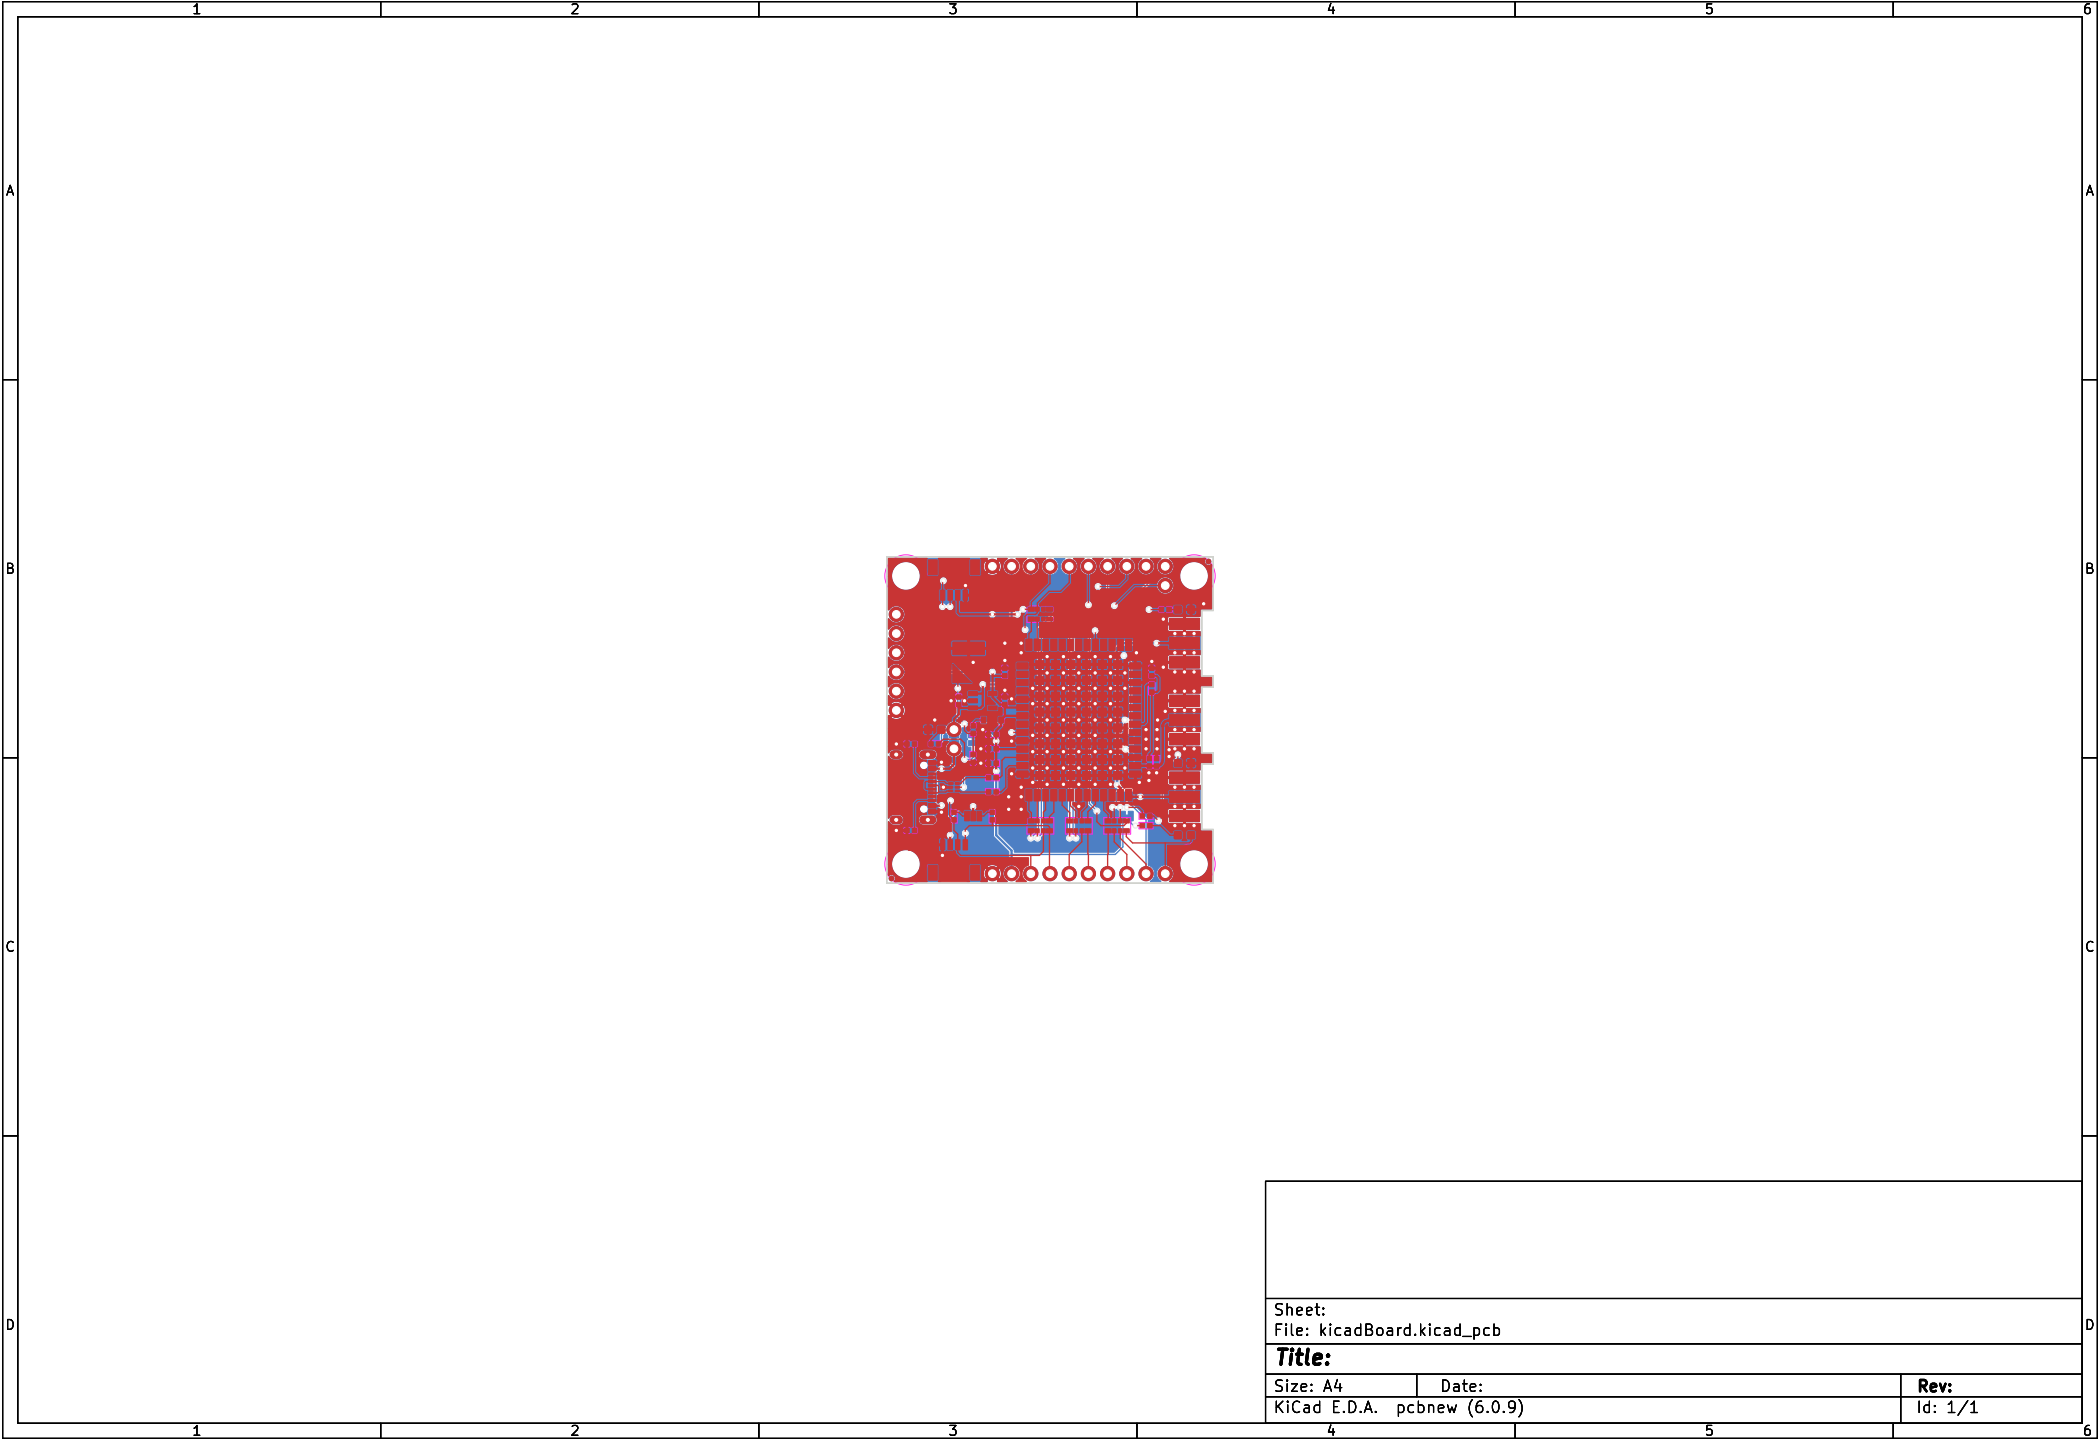 1 2 3 4 5 6
A A
B B
C C
D D
Sheet:
File: kicadBoard.kicad_pcb
Title:
Size: A4 Date: Rev:
KiCad E.D.A. pcbnew (6.0.9) Id: 1/1
1 2 3 4 5 6